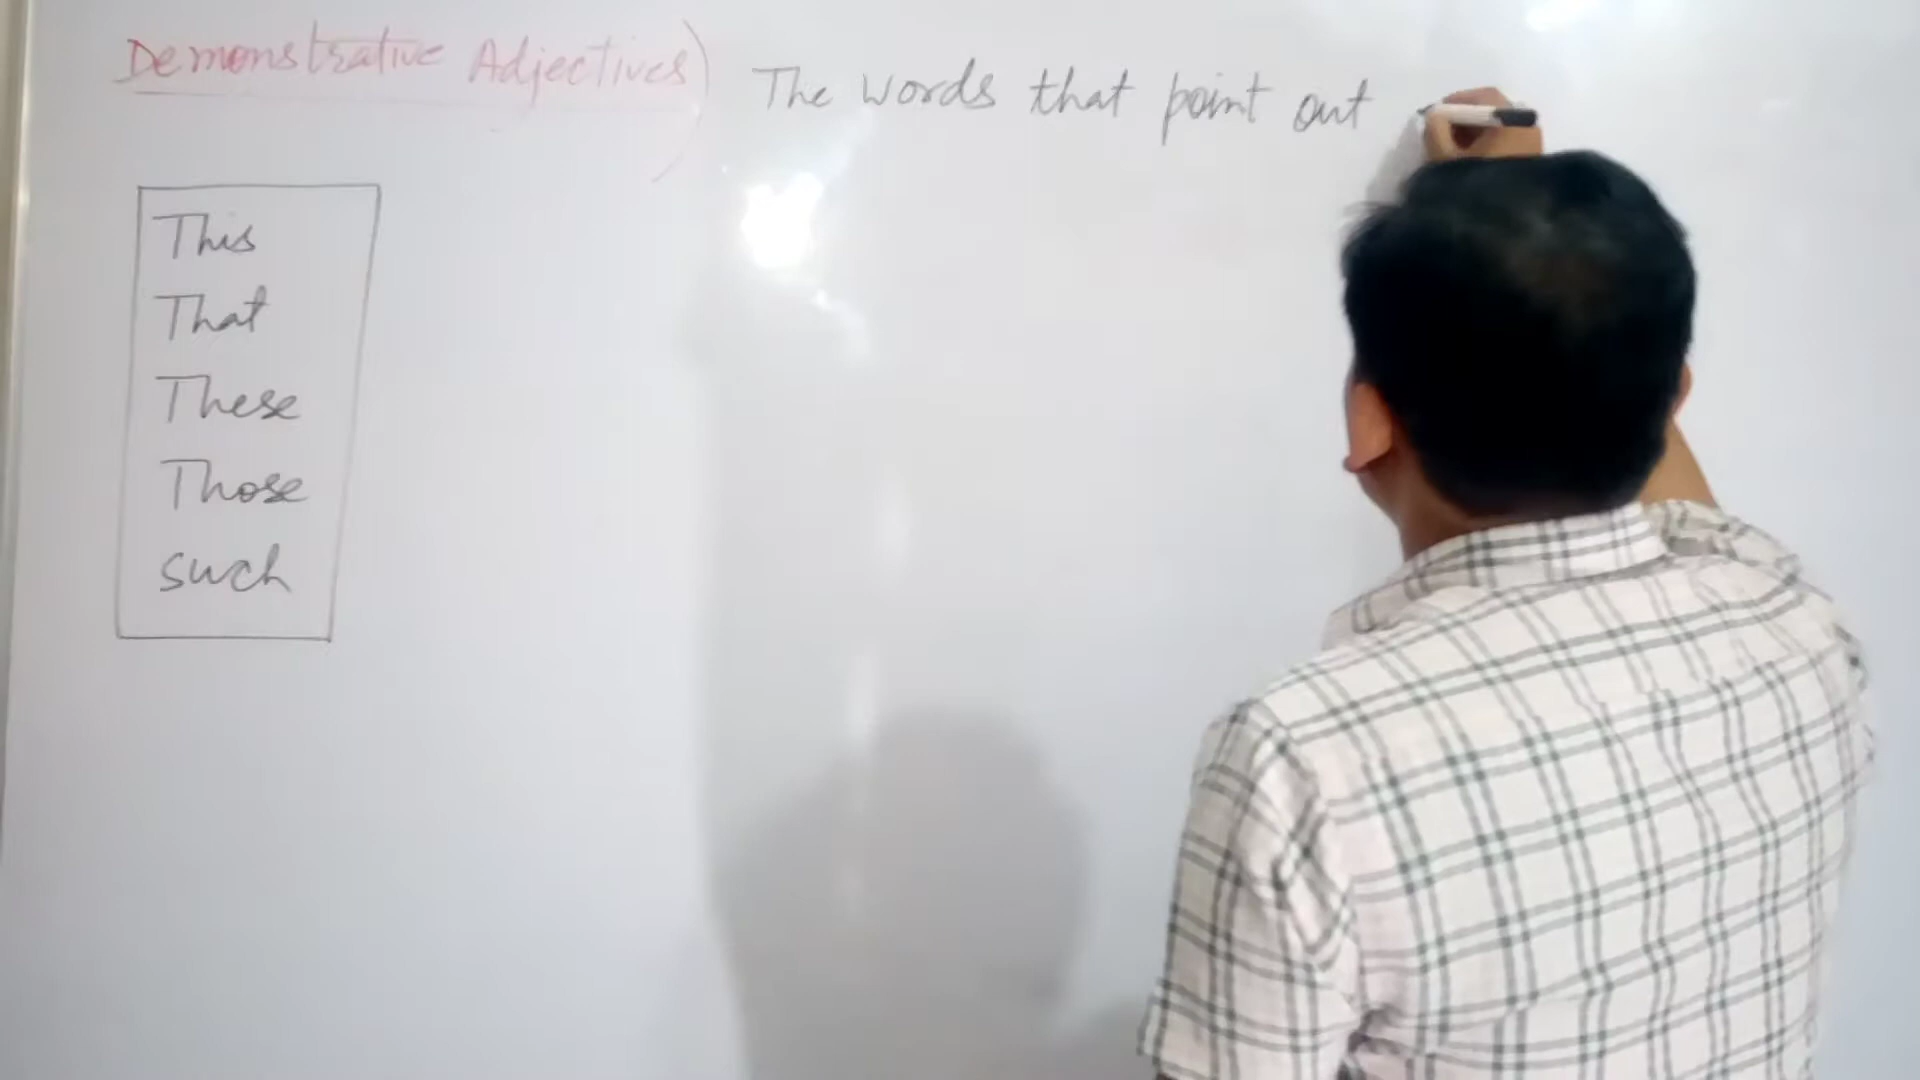 Demonstrative Adjectives) The words that point out
This
That
These
Those
such